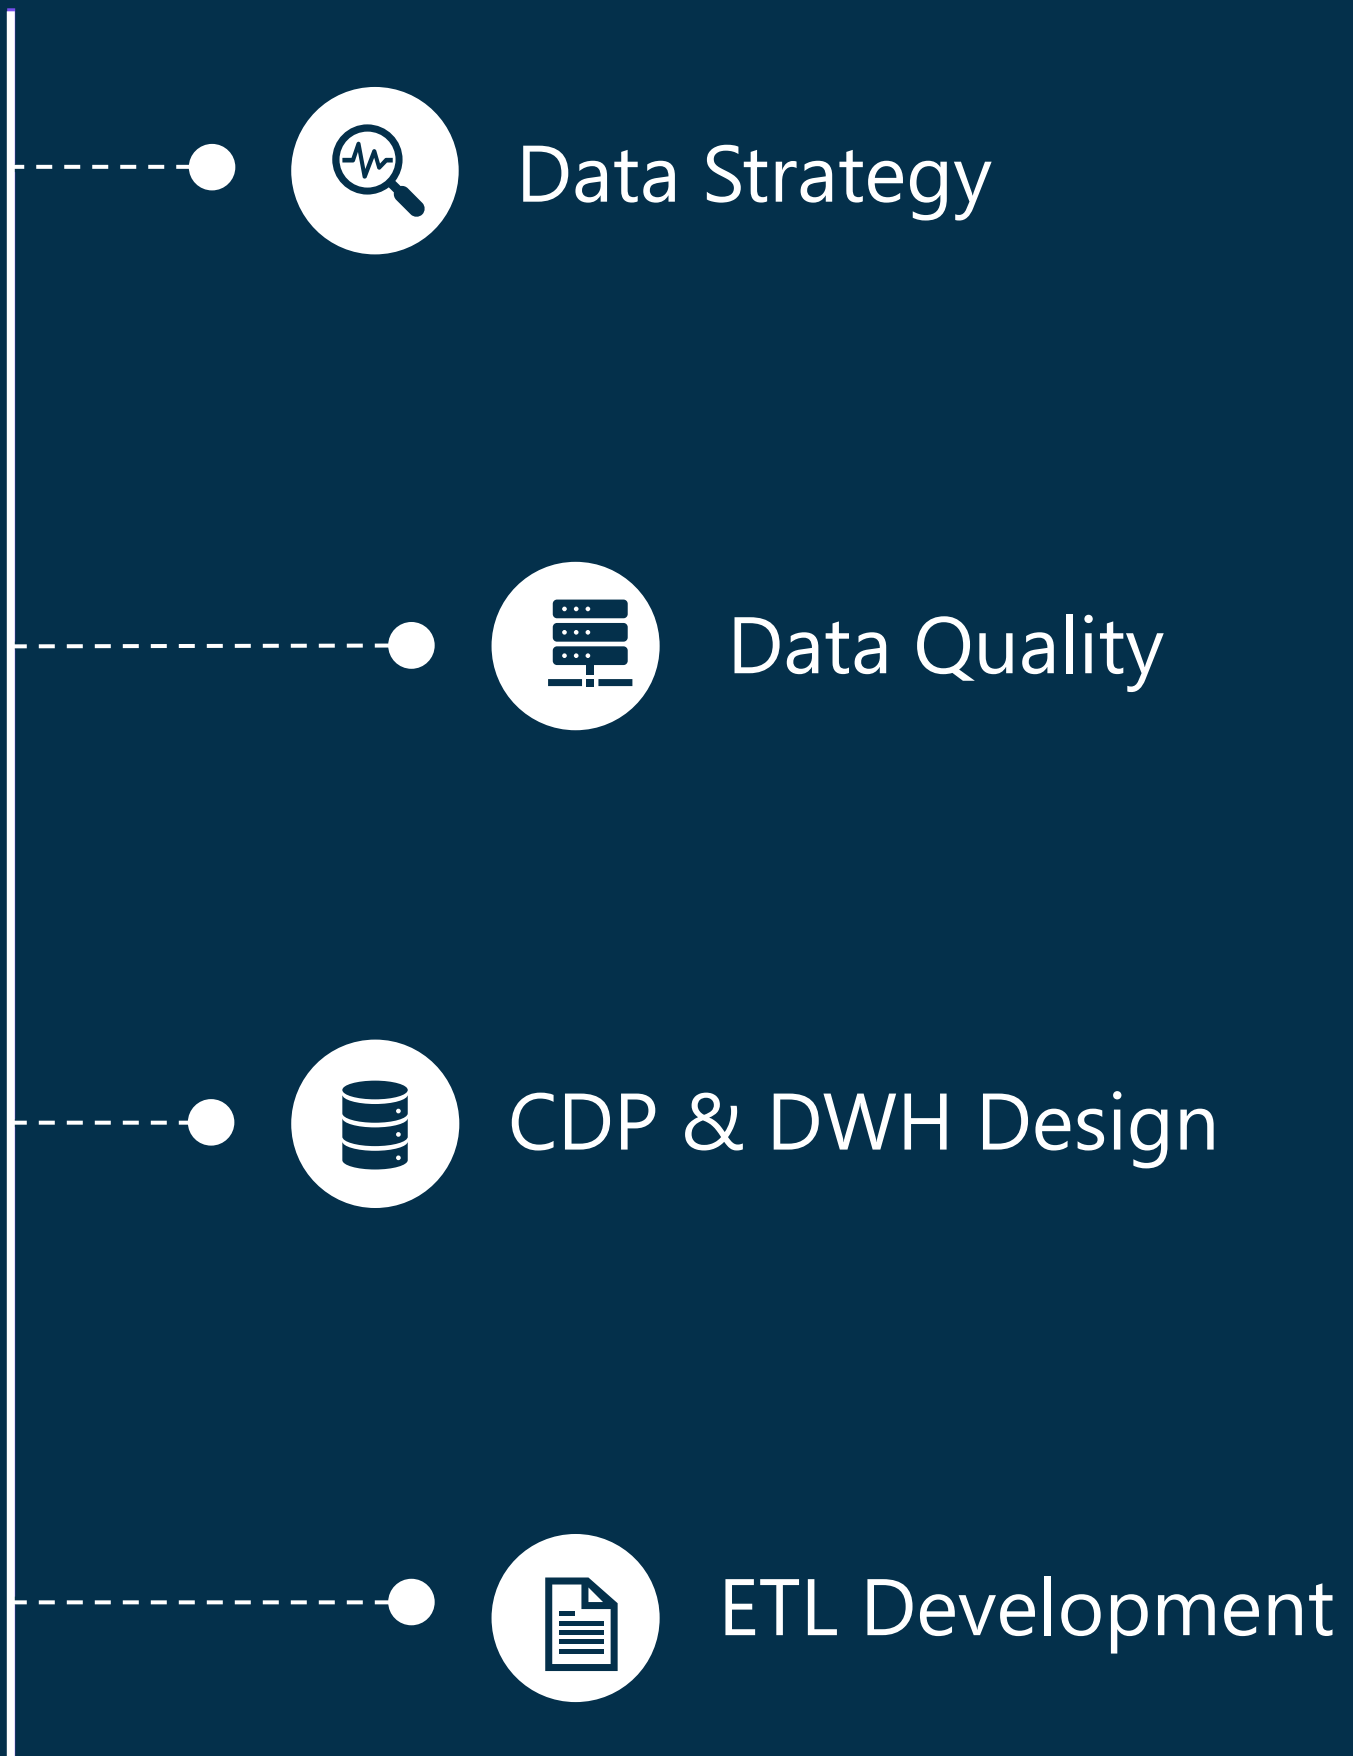 Data Strategy
Data Quality
CDP & DWH Design
ETL Development